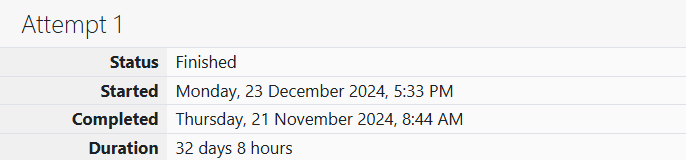 Attempt 1
Status Finished
Started Monday, 23 December 2024, 5:33 PM
Completed Thursday, 21 November 2024, 8:44 AM
Duration 32 days 8 hours